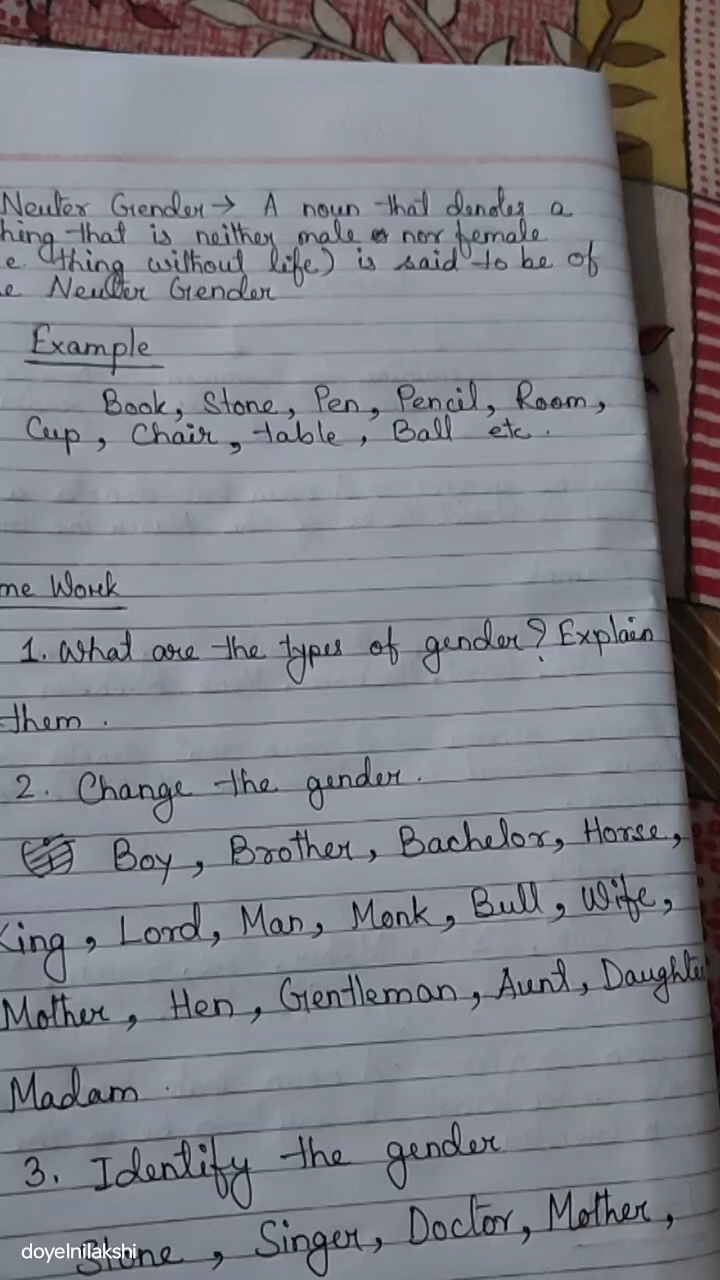 Neuter Gender → A noun that denotes a
hing that is neither male nor female
e. thing without life) is said to be of
e Neuter Gender
Example
Book, Stone, Pen, Pencil, Room,
Cup, Chair, table, Ball etc.
me Work
1. What are the types of gender? Explain
them.
2. Change the gender.
Boy, Brother, Bachelor, Horse,
King, Lord, Man, Monk, Bull, Wife,
Mother, Hen, Gentleman, Aunt, Daughte
Madam.
3. Identify the gender
Stone, Singer, Doctor, Mother,
doyelnilakshi